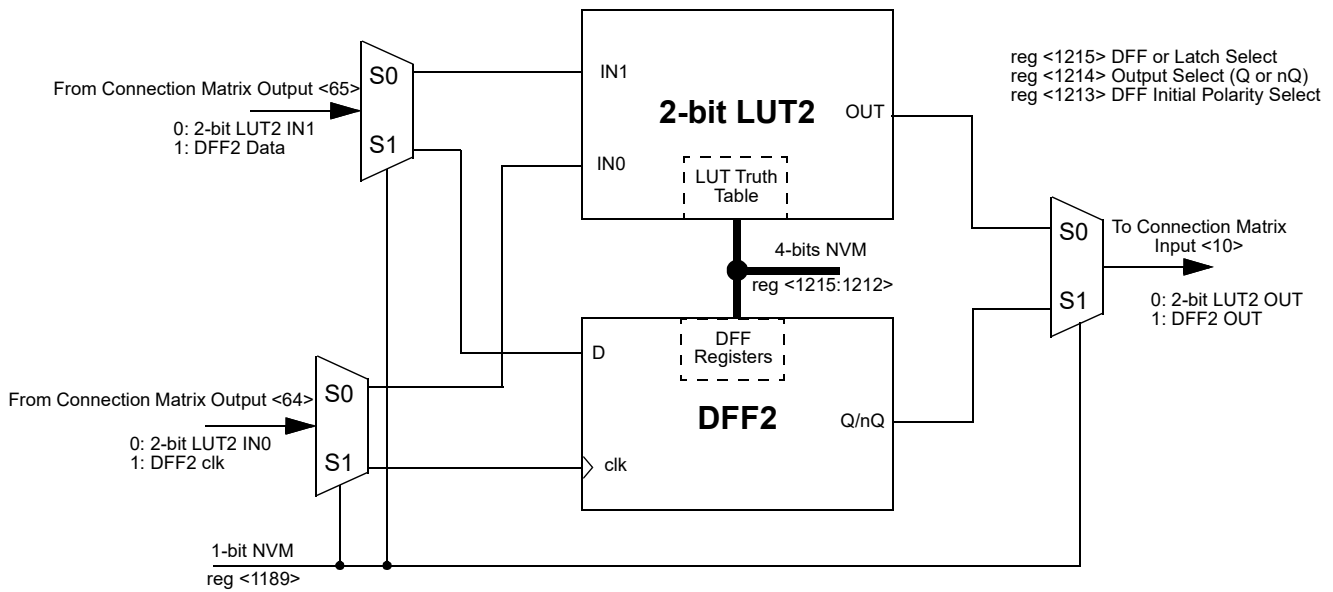 reg <1215> DFF or Latch Select
reg <1214> Output Select (Q or nQ)
reg <1213> DFF Initial Polarity Select
From Connection Matrix Output <65>
0: 2-bit LUT2 IN1
1: DFF2 Data
S0
S1
IN1
IN0
2-bit LUT2
OUT
LUT Truth
Table
4-bits NVM
reg <1215:1212>
S0
S1
To Connection Matrix
Input <10>
0: 2-bit LUT2 OUT
1: DFF2 OUT
From Connection Matrix Output <64>
0: 2-bit LUT2 IN0
1: DFF2 clk
S0
S1
D
clk
DFF
Registers
DFF2
Q/nQ
1-bit NVM
reg <1189>